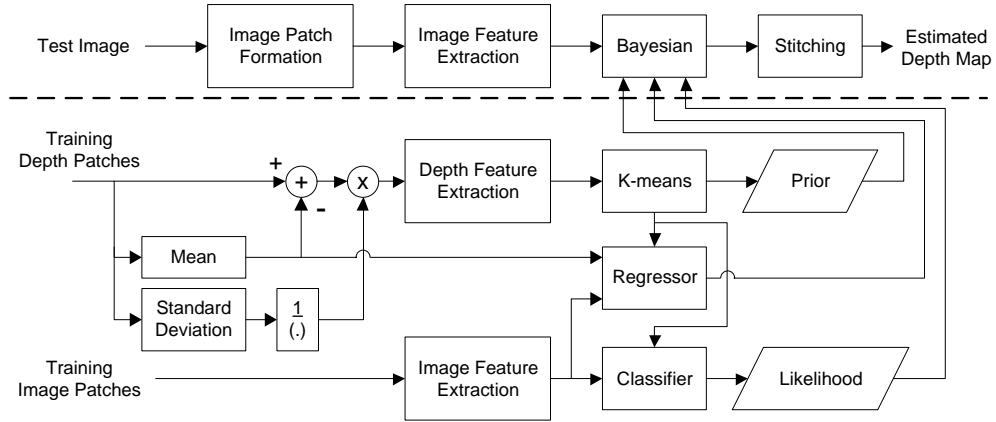 Test Image
Image Patch
Formation
Image Feature
Extraction
Bayesian
Stitching
Estimated
Depth Map
Training
Depth Patches
+
+
-
x
Depth Feature
Extraction
K-means
Prior
Mean
Regressor
Standard
Deviation
1
(.)
Training
Image Patches
Image Feature
Extraction
Classifier
Likelihood